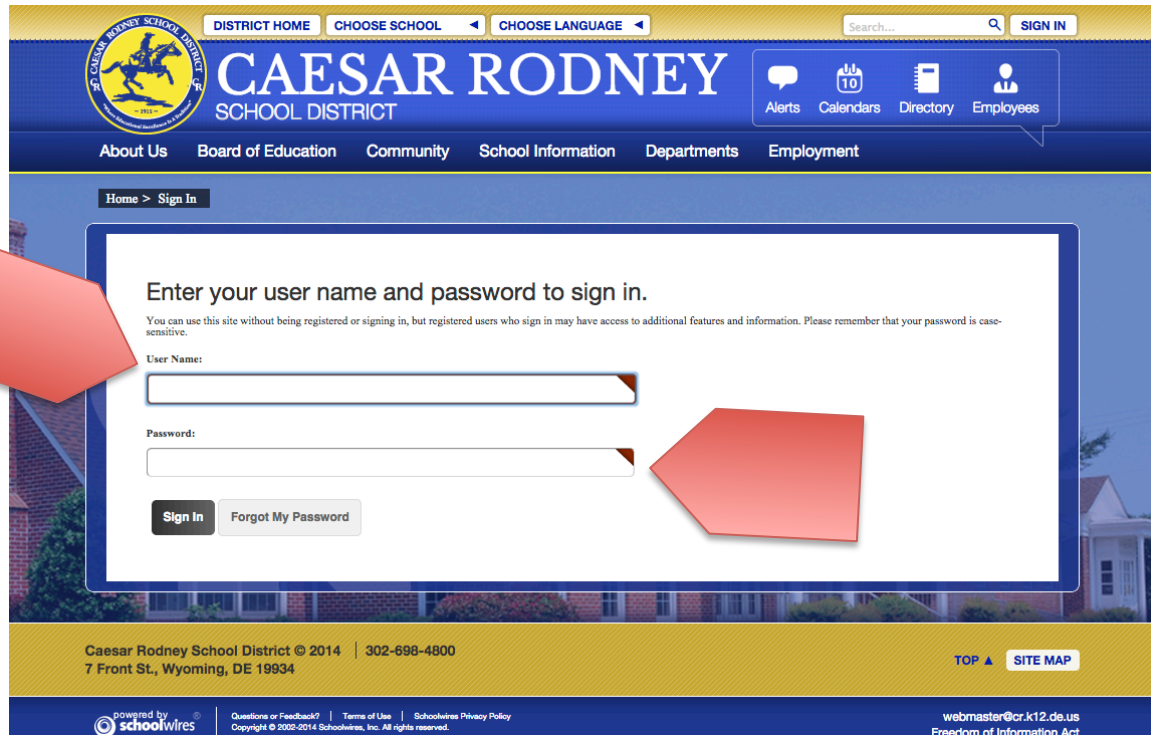 DISTRICT HOME CHOOSE SCHOOL CHOOSE LANGUAGE Search... SIGN IN
RODNEY SCHOOL DISTRICT
CR CR
1915
CAESAR RODNEY
SCHOOL DISTRICT
10
Alerts Calendars Directory Employees
About Us Board of Education Community School Information Departments Employment
Home > Sign In
Enter your user name and password to sign in.
You can use this site without being registered or signing in, but registered users who sign in may have access to additional features and information. Please remember that your password is case-
sensitive.
User Name:
Password:
Sign In Forgot My Password
Caesar Rodney School District © 2014 | 302-698-4800
7 Front St., Wyoming, DE 19934
TOP ▲ SITE MAP
powered by
schoolwires ®
Questions or Feedback? | Terms of Use | Schoolwires Privacy Policy
Copyright © 2002-2014 Schoolwires, Inc. All rights reserved.
webmaster@cr.k12.de.us
Freedom of Information Act